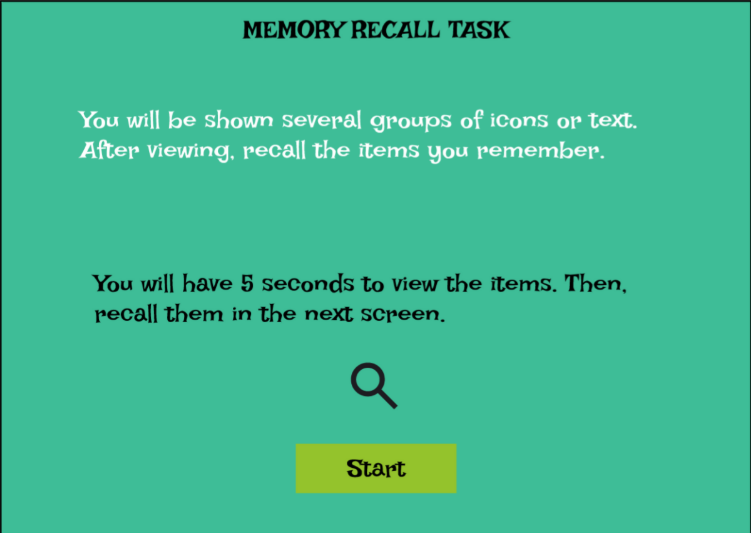 MEMORY RECALL TASK
You will be shown several groups of icons or text.
After viewing, recall the items you remember.
You will have 5 seconds to view the items. Then,
recall them in the next screen.
Start